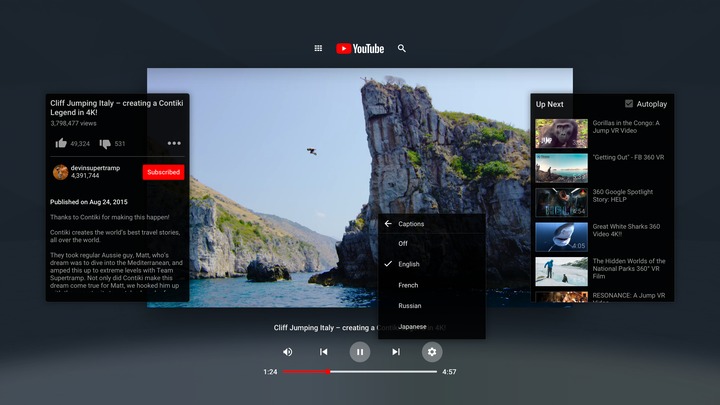 YouTube
Cliff Jumping Italy – creating a Contiki
Legend in 4K!
3,798,477 views
49,324
531
devinsupertramp
4,391,744
Subscribed
Published on Aug 24, 2015
Thanks to Contiki for making this happen!
Contiki creates the world's best travel stories,
all over the world.
They took regular Aussie guy, Matt, who's
dream was to dive into the Mediterranean, and
amped this up to extreme levels with Team
Supertramp. Not only did Contiki make this
dream come true for Matt, we hooked him up
Captions
Off
English
French
Russian
Japanese
Up Next
Autoplay
Gorillas in the Congo: A
Jump VR Video
"Getting Out" - FB 360 VR
360 Google Spotlight
Story: HELP
Great White Sharks 360
Video 4K!!
4:05
The Hidden Worlds of the
National Parks 360° VR
Film
RESONANCE: A Jump VR
Cliff Jumping Italy – creating a
1:24
4:57